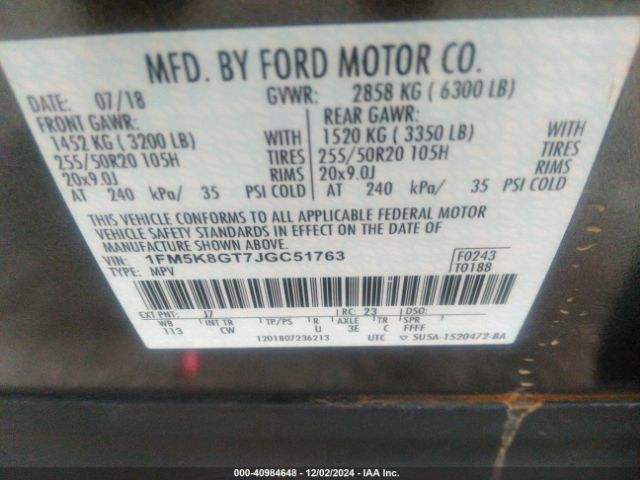 MFD. BY FORD MOTOR CO.
DATE: 07/18 GVWR: 2858 KG ( 6300 LB)
FRONT GAWR: REAR GAWR:
1452 KG ( 3200 LB) WITH 1520 KG ( 3350 LB) WITH
255/50R20 105H TIRES 255/50R20 105H TIRES
20x9.0J RIMS 20x9.0J RIMS
AT 240 kPa/ 35 PSI COLD AT 240 kPa/ 35 PSI COLD
THIS VEHICLE CONFORMS TO ALL APPLICABLE FEDERAL MOTOR
VEHICLE SAFETY STANDARDS IN EFFECT ON THE DATE OF
MANUFACTURE SHOWN ABOVE.
VIN: 1FM5K8GT7JGC51763 F0243
TYPE: MPV T0188
EXT PNT: J7 RC: 23 DSO:
WB INT TR TP/PS R AXLE TR SPR
113 CW U 3E C FFFF
1201807236213 UTC ▽ SU5A-1520472-BA
000-40984648 - 12/02/2024 - IAA Inc.